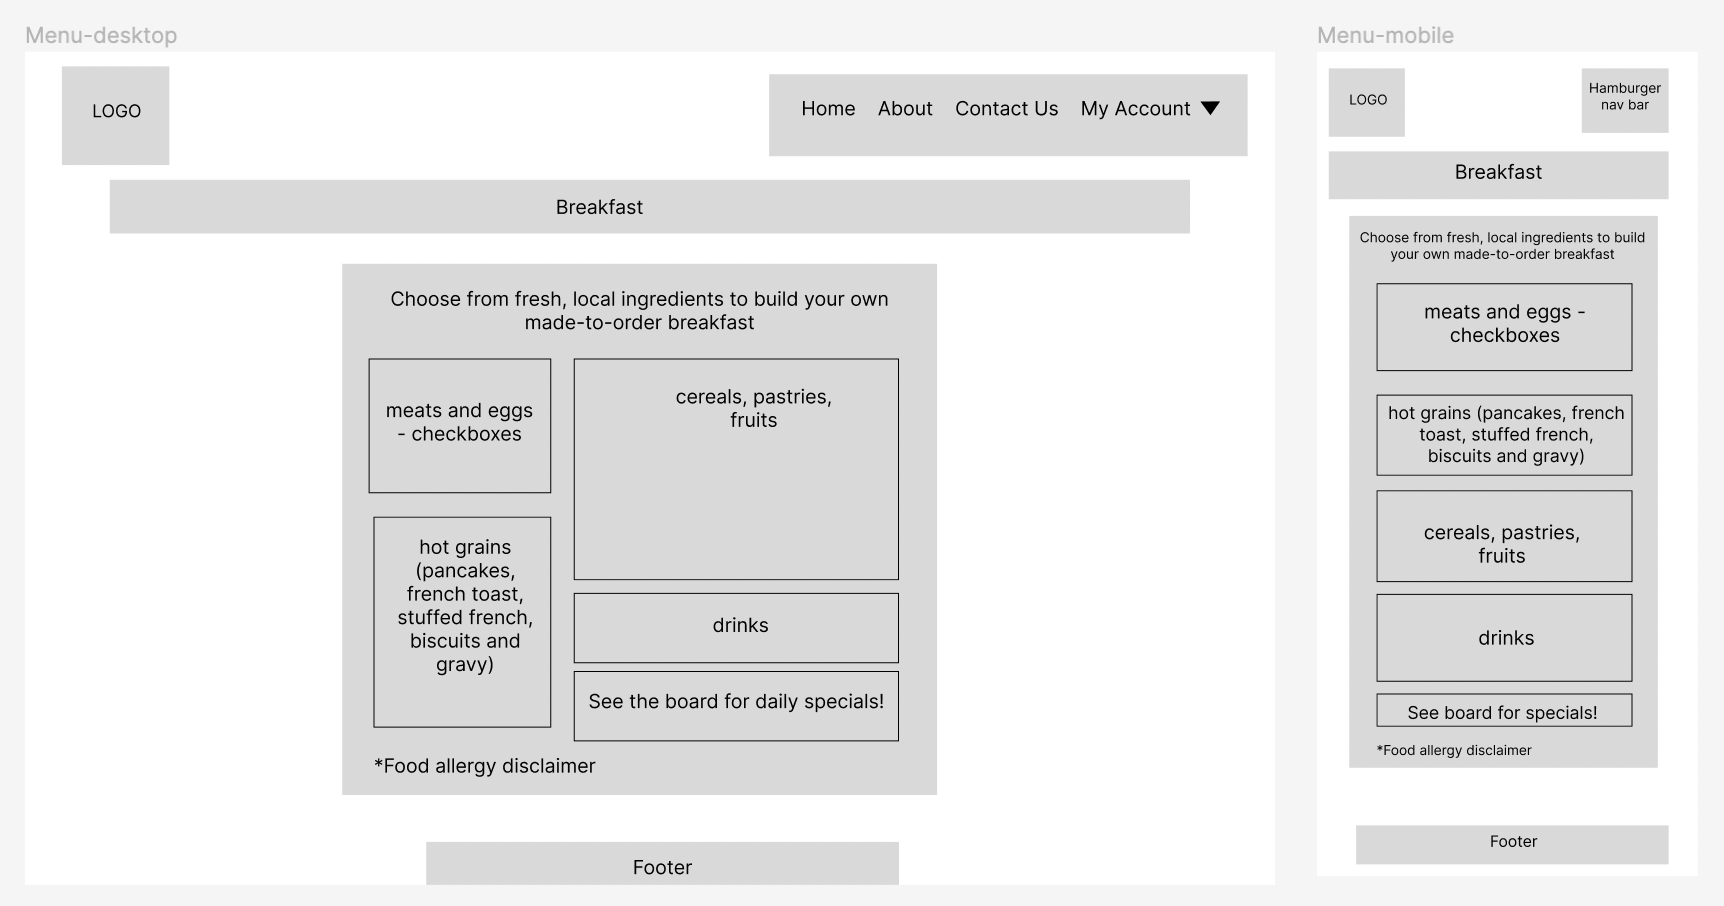 Menu-desktop
LOGO
Home About Contact Us My Account
Breakfast
Choose from fresh, local ingredients to build your own
made-to-order breakfast
meats and eggs
- checkboxes
hot grains
(pancakes,
french toast,
stuffed french,
biscuits and
gravy)
cereals, pastries,
fruits
drinks
See the board for daily specials!
*Food allergy disclaimer
Footer
Menu-mobile
LOGO
Hamburger
nav bar
Breakfast
Choose from fresh, local ingredients to build
your own made-to-order breakfast
meats and eggs -
checkboxes
hot grains (pancakes, french
toast, stuffed french,
biscuits and gravy)
cereals, pastries,
fruits
drinks
See board for specials!
*Food allergy disclaimer
Footer